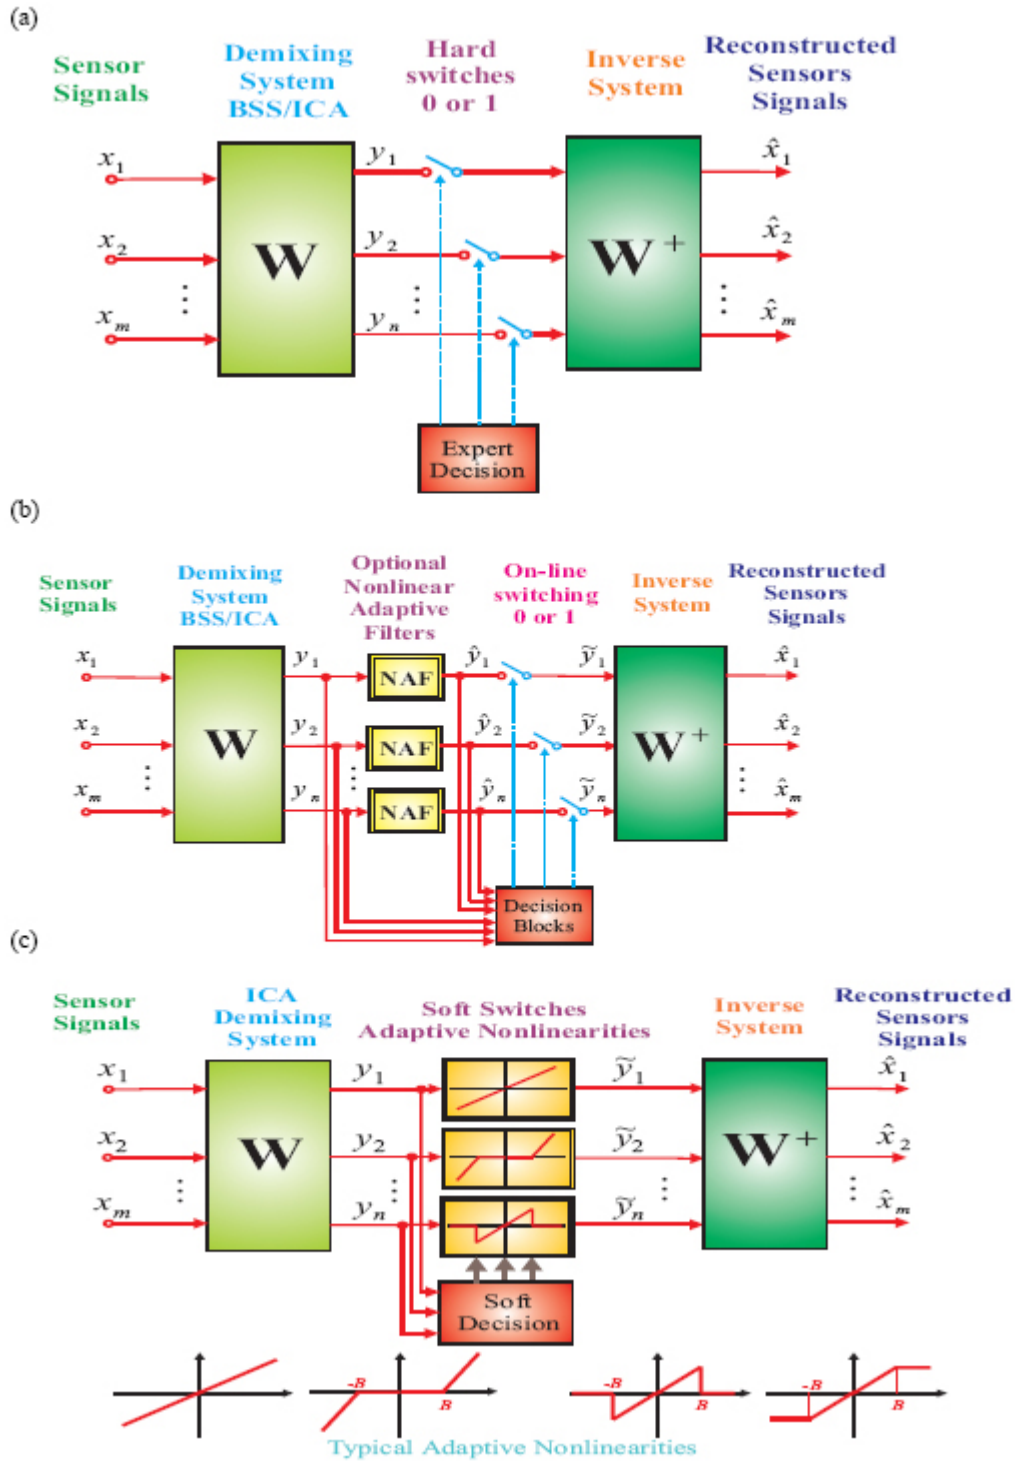 (a)
Sensor
Signals
Demixing
System
BSS/ICA
Hard
switches
0 or 1
Inverse
System
Reconstructed
Sensors
Signals
x₁
x₂
⋮
xₘ
W
y₁
y₂
⋮
yₙ
W⁺
x̂₁
x̂₂
⋮
x̂ₘ
Expert
Decision
(b)
Sensor
Signals
Demixing
System
BSS/ICA
Optional
Nonlinear
Adaptive
Filters
On-line
switching
0 or 1
Inverse
System
Reconstructed
Sensors
Signals
x₁
x₂
⋮
xₘ
W
y₁
y₂
⋮
yₙ
NAF
NAF
NAF
ŷ₁
ŷ₂
ŷₙ
ỹ₁
ỹ₂
ỹₙ
W⁺
x̂₁
x̂₂
⋮
x̂ₘ
Decision
Blocks
(c)
Sensor
Signals
ICA
Demixing
System
Soft Switches
Adaptive Nonlinearities
Inverse
System
Reconstructed
Sensors
Signals
x₁
x₂
⋮
xₘ
W
y₁
y₂
⋮
yₙ
ỹ₁
ỹ₂
⋮
ỹₙ
W⁺
x̂₁
x̂₂
⋮
x̂ₘ
Soft
Decision
-B
B
-B
B
-B
B
Typical Adaptive Nonlinearities